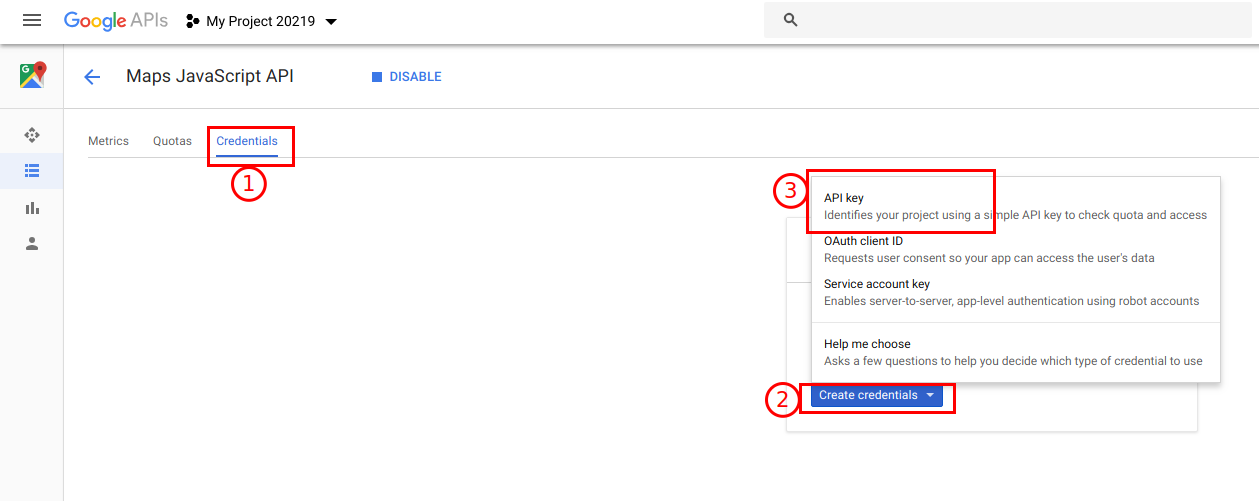 Google APIs My Project 20219
G
Maps JavaScript API DISABLE
Metrics Quotas Credentials
1
3
API key
Identifies your project using a simple API key to check quota and access
OAuth client ID
Requests user consent so your app can access the user's data
Service account key
Enables server-to-server, app-level authentication using robot accounts
Help me choose
Asks a few questions to help you decide which type of credential to use
2
Create credentials